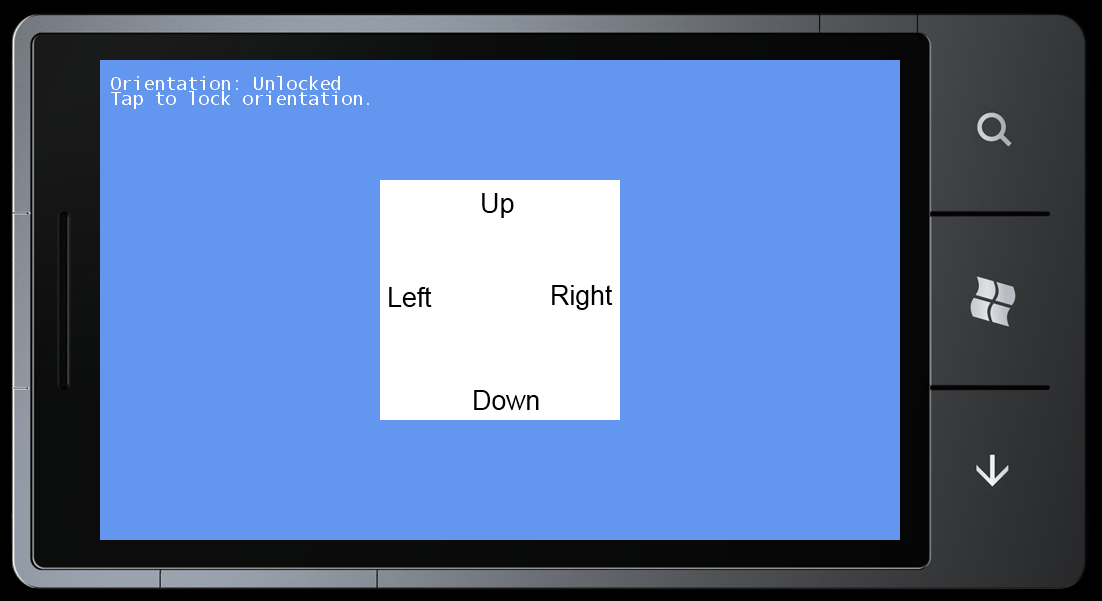 Orientation: Unlocked
Tap to lock orientation.
Up
Left Right
Down